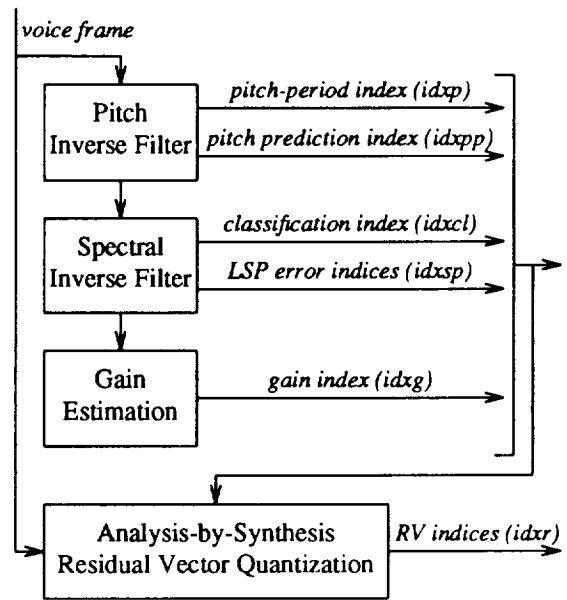 voice frame
Pitch
Inverse Filter
pitch-period index (idxp)
pitch prediction index (idxpp)
Spectral
Inverse Filter
classification index (idxcl)
LSP error indices (idxsp)
Gain
Estimation
gain index (idxg)
Analysis-by-Synthesis
Residual Vector Quantization
RV indices (idxr)